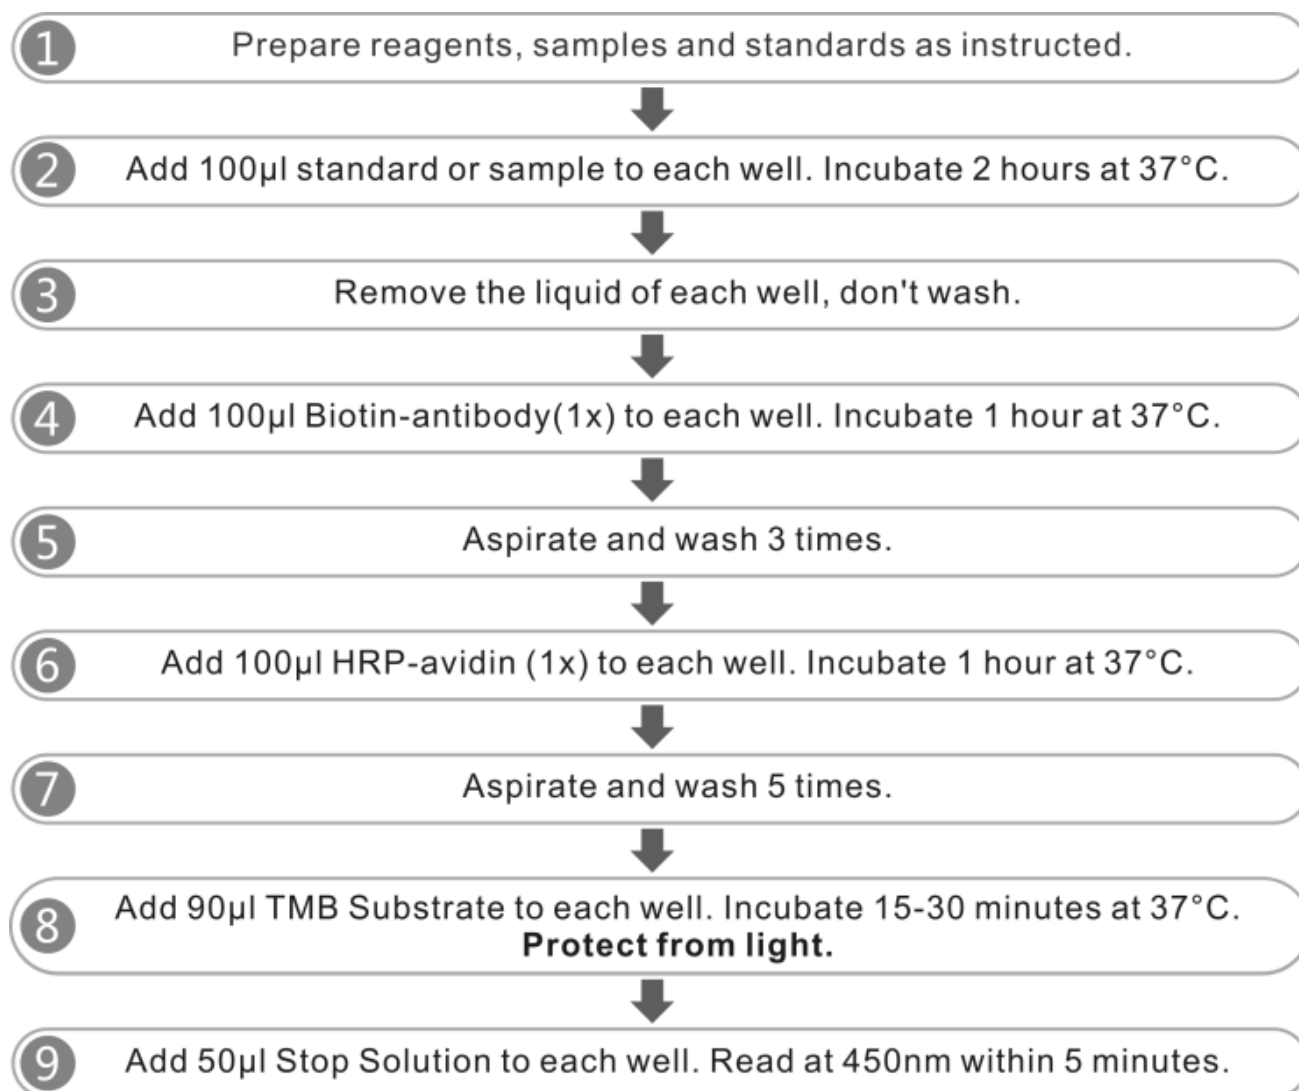 1 Prepare reagents, samples and standards as instructed.
2 Add 100µl standard or sample to each well. Incubate 2 hours at 37°C.
3 Remove the liquid of each well, don't wash.
4 Add 100µl Biotin-antibody(1x) to each well. Incubate 1 hour at 37°C.
5 Aspirate and wash 3 times.
6 Add 100µl HRP-avidin (1x) to each well. Incubate 1 hour at 37°C.
7 Aspirate and wash 5 times.
8 Add 90µl TMB Substrate to each well. Incubate 15-30 minutes at 37°C.
Protect from light.
9 Add 50µl Stop Solution to each well. Read at 450nm within 5 minutes.